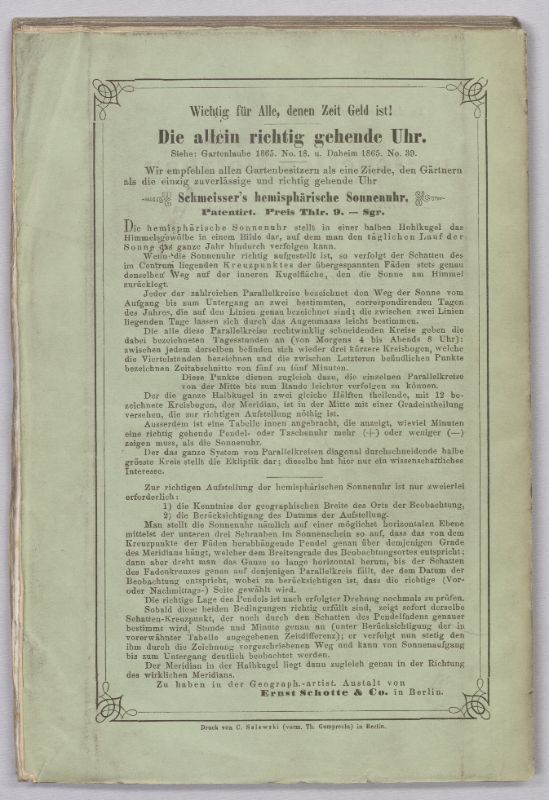 Wichtig für Alle, denen Zeit Geld ist!
Die allein richtig gehende Uhr.
Siehe: Gartenlaube 1865. No. 18. u. Daheim 1865. No. 39.
Wir empfehlen allen Gartenbesitzern als eine Zierde, den Gärtnern
als die einzig zuverlässige und richtig gehende Uhr
Schmeisser's hemisphärische Sonnenuhr.
Patentirt. Preis Thlr. 9. — Sgr.
Die hemisphärische Sonnenuhr stellt in einer halben Hohlkugel das
Himmelsgewölbe in einem Bilde dar, auf dem man den täglichen Lauf der
Sonne das ganze Jahr hindurch verfolgen kann.
Wenn die Sonnenuhr richtig aufgestellt ist, so verfolgt der Schatten des
im Centrum liegenden Kreuzpunktes der übergespannten Fäden stets genau
denselben Weg auf der inneren Kugelfläche, den die Sonne am Himmel
zurücklegt.
Jeder der zahlreichen Parallelkreise bezeichnet den Weg der Sonne vom
Aufgang bis zum Untergang an zwei bestimmten, correspondirenden Tagen
des Jahres, die auf den Linien genau bezeichnet sind; die zwischen zwei Linien
liegenden Tage lassen sich durch das Augenmaass leicht bestimmen.
Die alle diese Parallelkreise rechtwinklig schneidenden Kreise geben die
dabei bezeichneten Tagesstunden an (von Morgens 4 bis Abends 8 Uhr):
zwischen jedem derselben befinden sich wieder drei kürzere Kreisbogen, welche
die Viertelstunden bezeichnen und die zwischen Letzteren befindlichen Punkte
bezeichnen Zeitabschnitte von fünf zu fünf Minuten.
Diese Punkte dienen zugleich dazu, die einzelnen Parallelkreise
von der Mitte bis zum Rande leichter verfolgen zu können.
Der die ganze Halbkugel in zwei gleiche Hälften theilende, mit 12 be-
zeichnete Kreisbogen, der Meridian, ist in der Mitte mit einer Gradeintheilung
versehen, die zur richtigen Aufstellung nöthig ist.
Ausserdem ist eine Tabelle innen angebracht, die anzeigt, wieviel Minuten
eine richtig gehende Pendel- oder Taschenuhr mehr (+) oder weniger (—)
zeigen muss, als die Sonnenuhr.
Der das ganze System von Parallelkreisen diagonal durchschneidende halbe
grösste Kreis stellt die Ekliptik dar; dieselbe hat hier nur ein wissenschaftliches
Interesse.
Zur richtigen Aufstellung der hemisphärischen Sonnenuhr ist nur zweierlei
erforderlich:
1) die Kenntniss der geographischen Breite des Orts der Beobachtung,
2) die Berücksichtigung des Datums der Aufstellung.
Man stellt die Sonnenuhr nämlich auf einer möglichst horizontalen Ebene
mittelst der unteren drei Schrauben im Sonnenschein so auf, dass das von dem
Kreuzpunkte der Fäden herabhängende Pendel genau über demjenigen Grade
des Meridians hängt, welcher dem Breitengrade des Beobachtungsortes entspricht;
dann aber dreht man das Ganze so lange horizontal herum, bis der Schatten
des Fadenkreuzes genau auf denjenigen Parallelkreis fällt, der dem Datum der
Beobachtung entspricht, wobei zu berücksichtigen ist, dass die richtige (Vor-
oder Nachmittags-) Seite gewählt wird.
Die richtige Lage des Pendels ist nach erfolgter Drehung nochmals zu prüfen.
Sobald diese beiden Bedingungen richtig erfüllt sind, zeigt sofort derselbe
Schatten-Kreuzpunkt, der noch durch den Schatten des Pendelfadens genauer
bestimmt wird, Stunde und Minute genau an (unter Berücksichtigung der in
vorerwähnter Tabelle angegebenen Zeitdifferenz); er verfolgt nun stetig den
ihm durch die Zeichnung vorgeschriebenen Weg und kann von Sonnenaufgang
bis zum Untergang deutlich beobachtet werden.
Der Meridian in der Halbkugel liegt dann zugleich genau in der Richtung
des wirklichen Meridians.
Zu haben in der Geograph.-artist. Anstalt von
Ernst Schotte & Co. in Berlin.
Druck von C. Salewski (vorm. Th. Gomprecht) in Berlin.